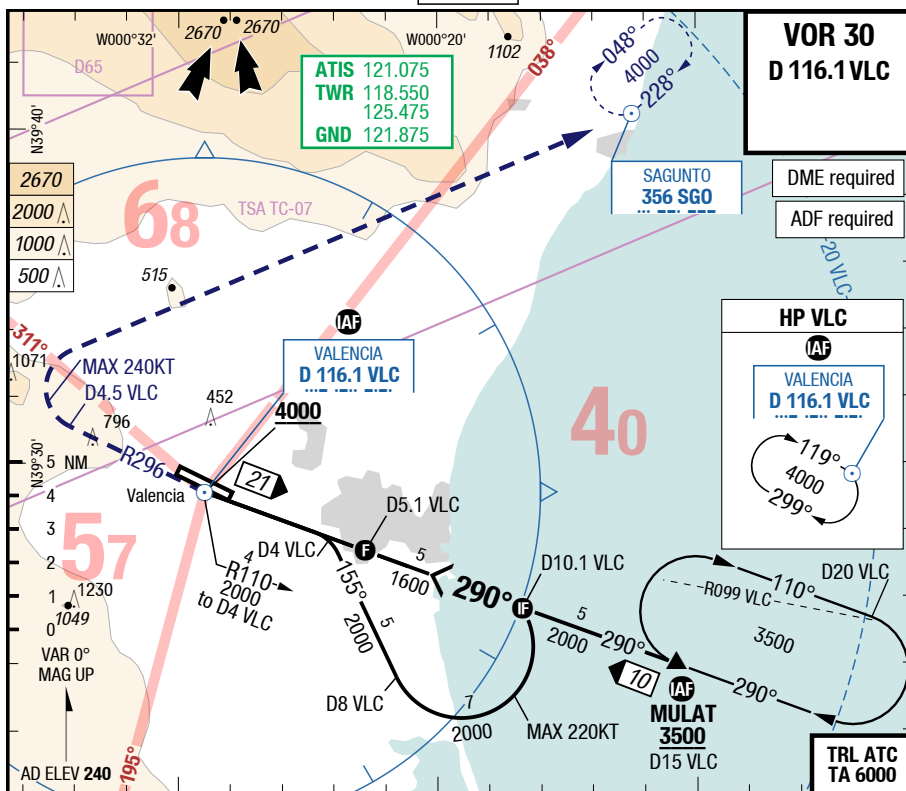 VOR 30
D 116.1 VLC
DME required
ADF required
W000°32'
2670
2670
W000°20'
1102
D65
N39°40'
ATIS 121.075
TWR 118.550
125.475
GND 121.875
038°
048°
4000
228°
SAGUNTO
356 SGO
20 VLC
2670
2000
1000
500
68
TSA TC-07
515
IAF
VALENCIA
D 116.1 VLC
4000
HP VLC
IAF
VALENCIA
D 116.1 VLC
119°
4000
299°
311°
1071
MAX 240KT
D4.5 VLC
796
452
40
N39°30'
R296
21
Valencia
5
NM
4
3
2
1
0
57
D5.1 VLC
F
D4 VLC
4
R110
2000
to D4 VLC
5
1600
290°
D10.1 VLC
IF
5
2000
290°
155°
5
2000
D8 VLC
7
2000
MAX 220KT
10
IAF
MULAT
3500
D15 VLC
110°
D20 VLC
R099 VLC
3500
290°
1230
1049
VAR 0°
MAG UP
AD ELEV 240
195°
TRL ATC
TA 6000